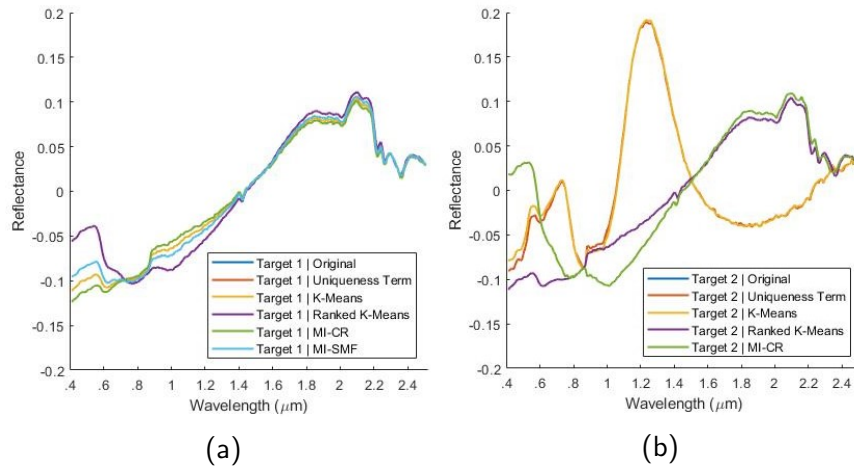 0.2
0.15
0.1
0.05
0
-0.05
-0.1
-0.15
-0.2
Reflectance
.4 .6 .8 1 1.2 1.4 1.6 1.8 2 2.2 2.4
Wavelength (μm)
Target 1 | Original
Target 1 | Uniqueness Term
Target 1 | K-Means
Target 1 | Ranked K-Means
Target 1 | MI-CR
Target 1 | MI-SMF
(a)
0.2
0.15
0.1
0.05
0
-0.05
-0.1
-0.15
-0.2
Reflectance
.4 .6 .8 1 1.2 1.4 1.6 1.8 2 2.2 2.4
Wavelength (μm)
Target 2 | Original
Target 2 | Uniqueness Term
Target 2 | K-Means
Target 2 | Ranked K-Means
Target 2 | MI-CR
(b)